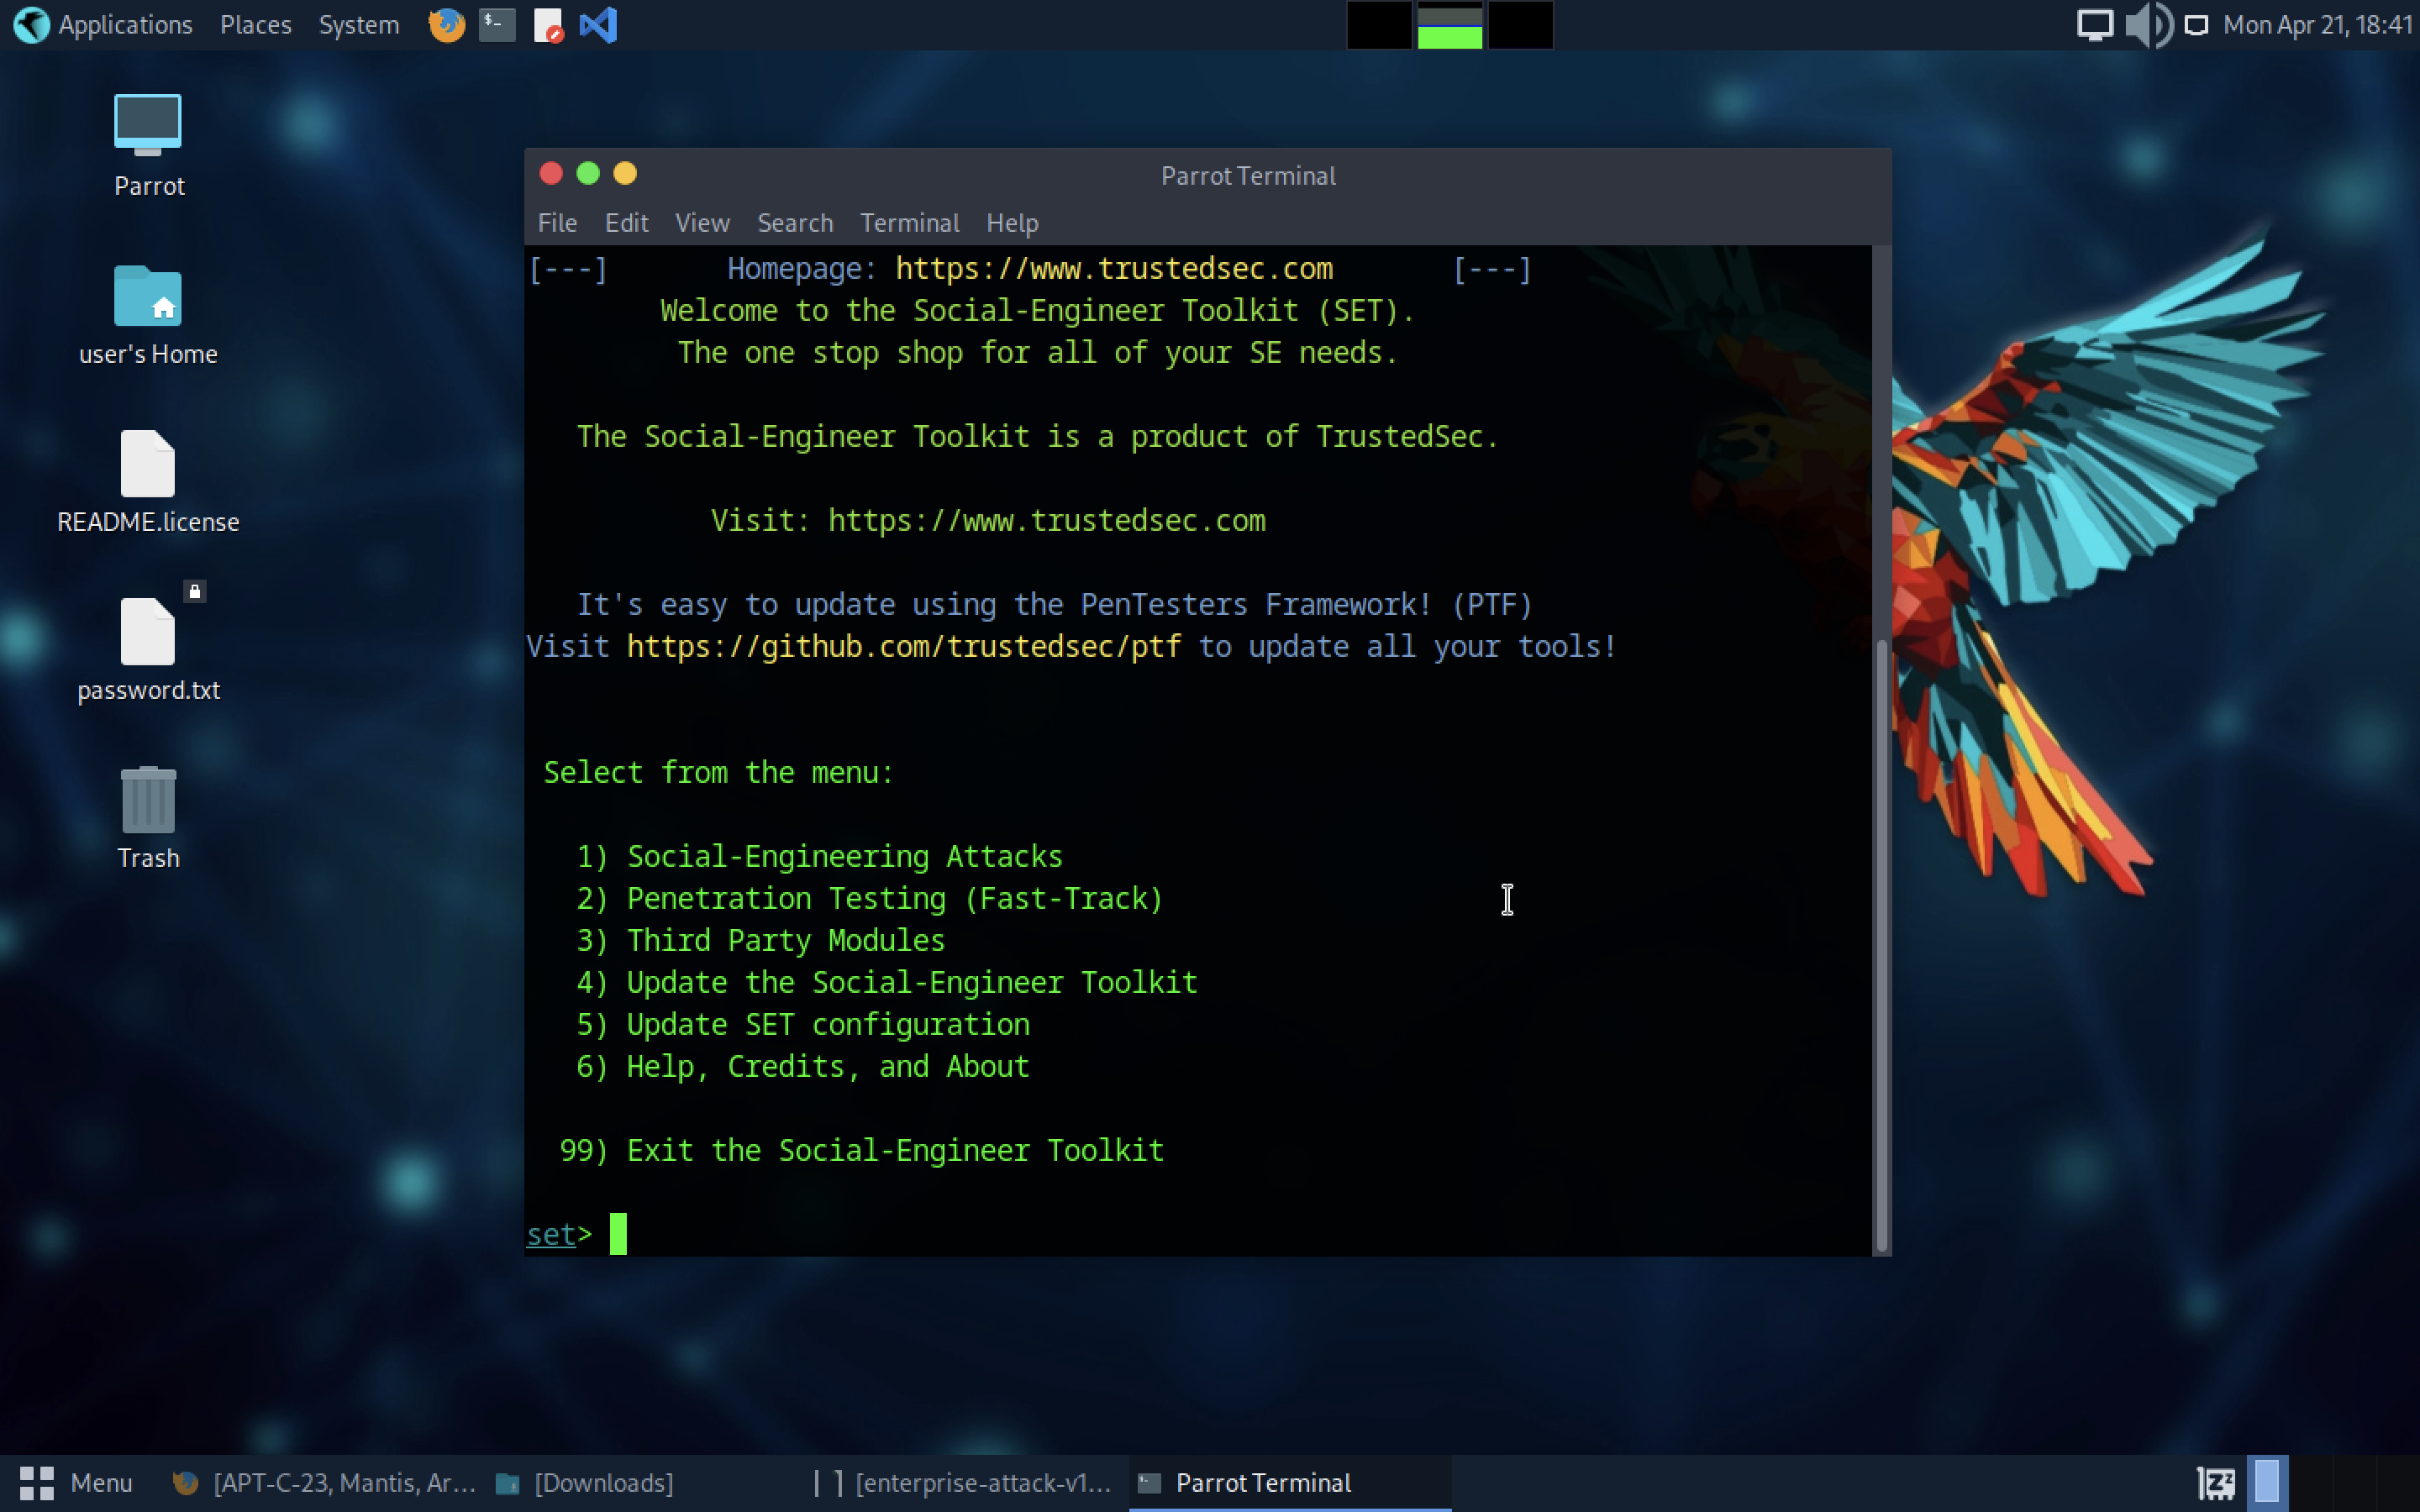 Applications Places System Mon Apr 21, 18:41
Parrot
user's Home
README.license
password.txt
Trash
Parrot Terminal
File Edit View Search Terminal Help
[---] Homepage: https://www.trustedsec.com [---]
Welcome to the Social-Engineer Toolkit (SET).
The one stop shop for all of your SE needs.
The Social-Engineer Toolkit is a product of TrustedSec.
Visit: https://www.trustedsec.com
It's easy to update using the PenTesters Framework! (PTF)
Visit https://github.com/trustedsec/ptf to update all your tools!
Select from the menu:
1) Social-Engineering Attacks
2) Penetration Testing (Fast-Track)
3) Third Party Modules
4) Update the Social-Engineer Toolkit
5) Update SET configuration
6) Help, Credits, and About
99) Exit the Social-Engineer Toolkit
set>
Menu [APT-C-23, Mantis, Ar... [Downloads] [enterprise-attack-v1... Parrot Terminal